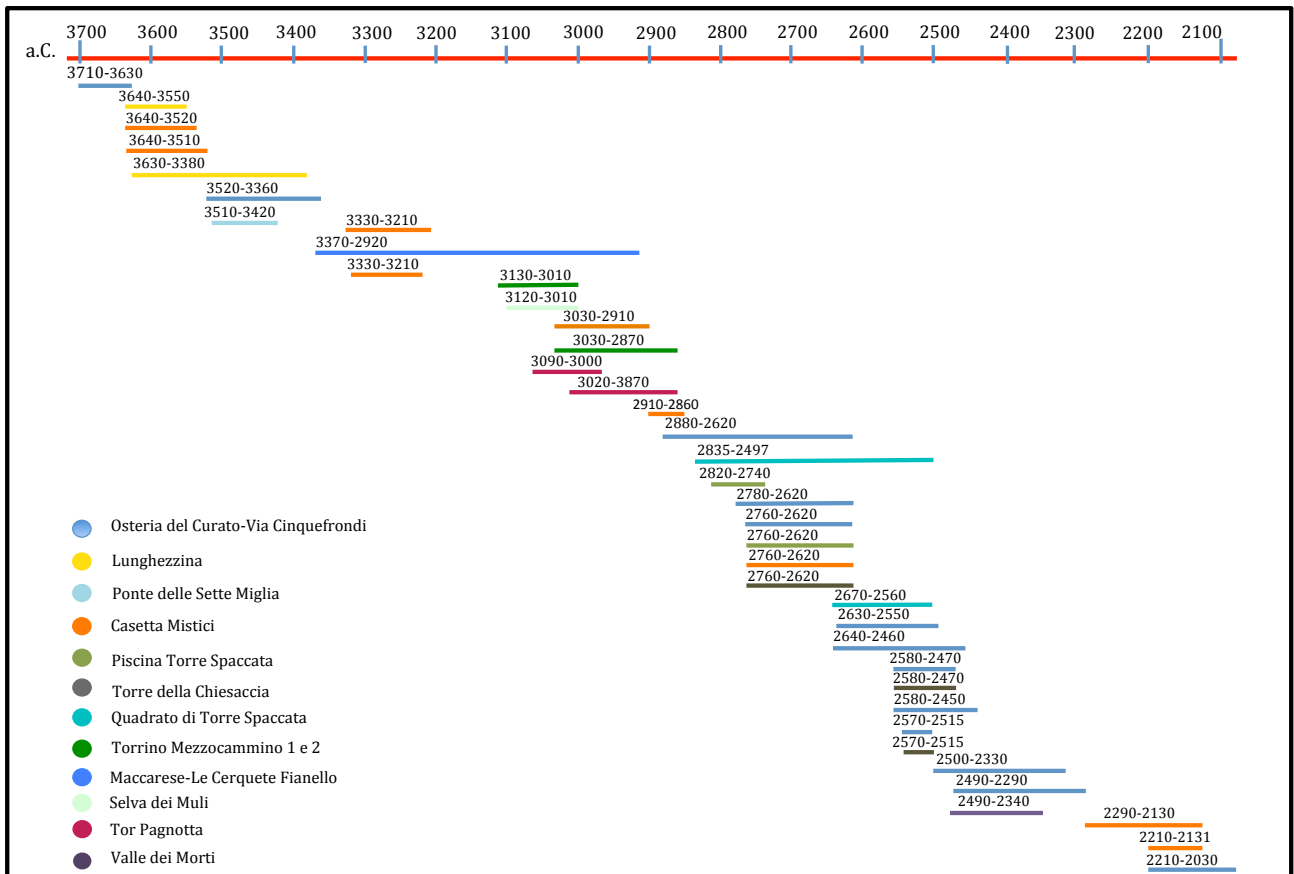 3700 3600 3500 3400 3300 3200 3100 3000 2900 2800 2700 2600 2500 2400 2300 2200 2100
a.C.
3710-3630
3640-3550
3640-3520
3640-3510
3630-3380
3520-3360
3510-3420
3330-3210
3370-2920
3330-3210
3130-3010
3120-3010
3030-2910
3030-2870
3090-3000
3020-3870
2910-2860
2880-2620
2835-2497
2820-2740
2780-2620
2760-2620
2760-2620
2760-2620
2760-2620
2670-2560
2630-2550
2640-2460
2580-2470
2580-2470
2580-2450
2570-2515
2570-2515
2500-2330
2490-2290
2490-2340
2290-2130
2210-2131
2210-2030
Osteria del Curato-Via Cinquefrondi
Lunghezzina
Ponte delle Sette Miglia
Casetta Mistici
Piscina Torre Spaccata
Torre della Chiesaccia
Quadrato di Torre Spaccata
Torrino Mezzocammino 1 e 2
Maccarese-Le Cerquete Fianello
Selva dei Muli
Tor Pagnotta
Valle dei Morti